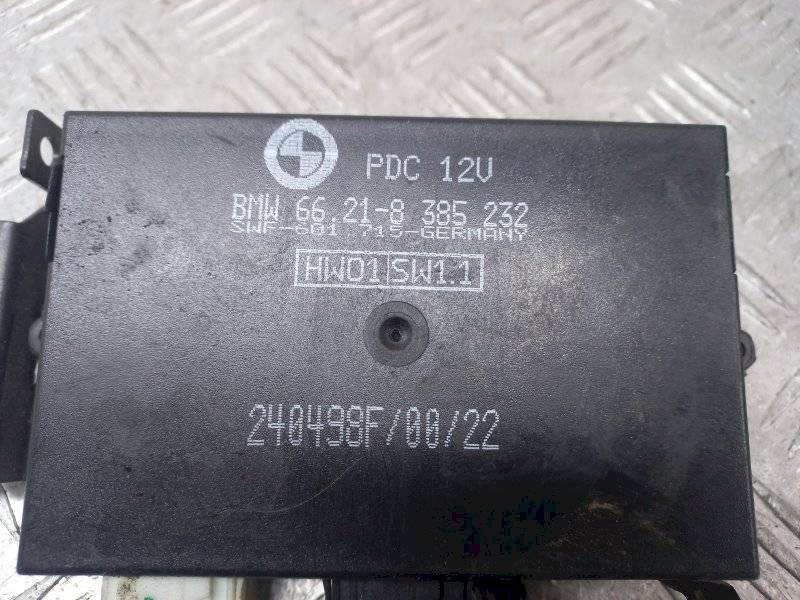 PDC 12V
BMW 66.21-8 385 232
SWF-601.715-GERMANY
HW01 SW1.1
240498F/00/22